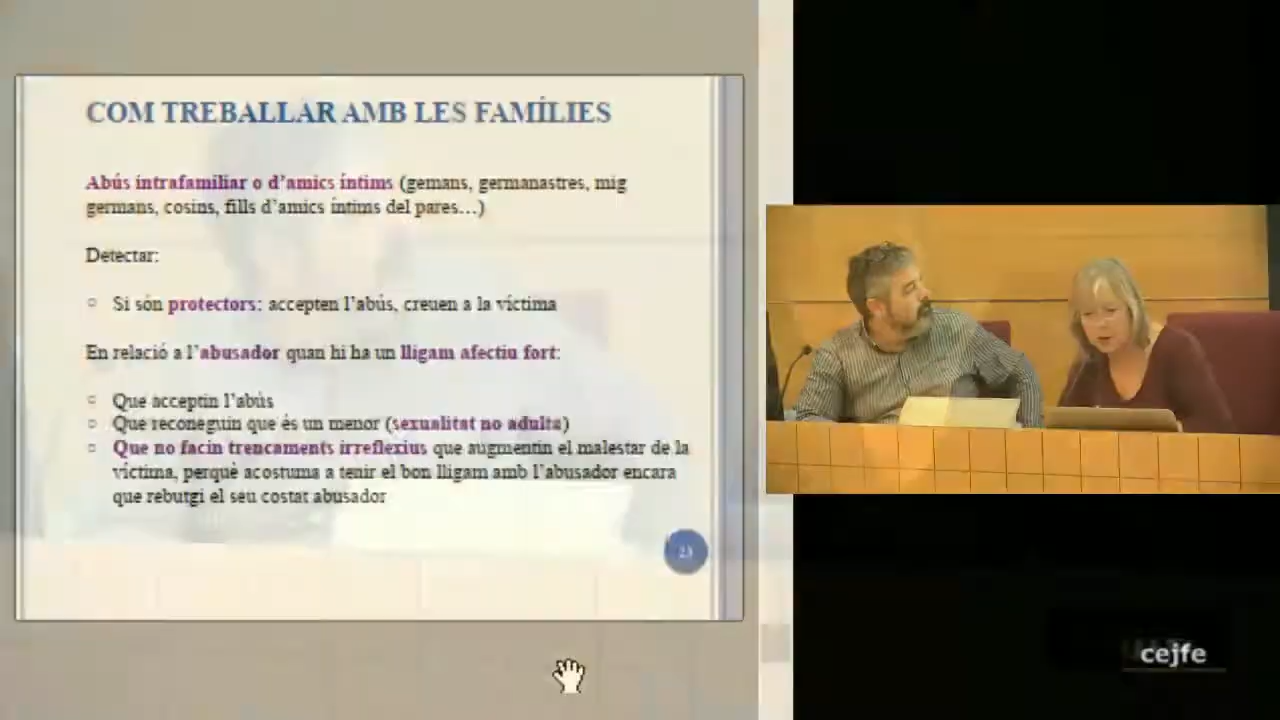 COM TREBALLAR AMB LES FAMÍLIES
Abús intrafamiliar o d'amics íntims (gemans, germanastres, mig
germans, cosins, fills d'amics íntims del pares…)
Detectar:
Si són protectors: accepten l'abús, creuen a la víctima
En relació a l'abusador quan hi ha un lligam afectiu fort:
Que acceptin l'abús
Que reconeguin que és un menor (sexualitat no adulta)
Que no facin trencaments irreflexius que augmentin el malestar de la
víctima, perquè acostuma a tenir el bon lligam amb l'abusador encara
que rebutgi el seu costat abusador
23
cejfe